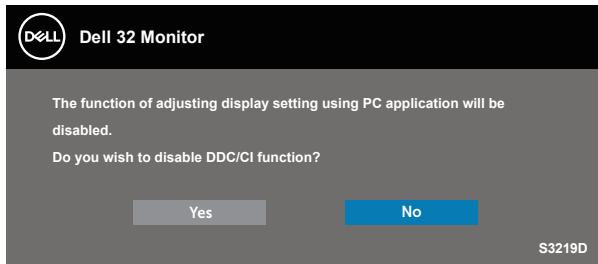 DELL
Dell 32 Monitor
The function of adjusting display setting using PC application will be
disabled.
Do you wish to disable DDC/CI function?
Yes
No
S3219D